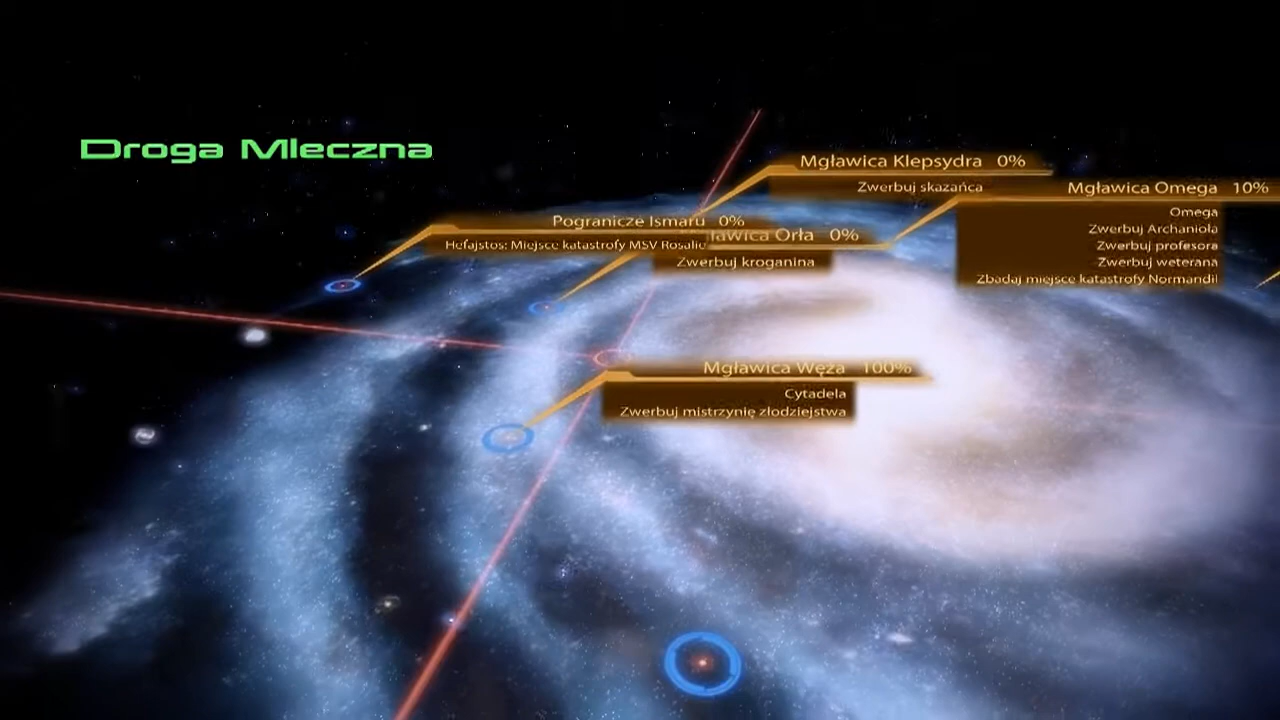 Droga Mleczna
Mgławica Klepsydra 0%
Zwerbuj skazańca
Mgławica Omega 10%
Omega
Zwerbuj Archanioła
Zwerbuj profesora
Zwerbuj weterana
Zbadaj miejsce katastrofy Normandii
Pogranicze Ismaru 0%
Hefajstos: Miejsce katastrofy MSV Rosalie
Orła 0%
Zwerbuj kroganina
Mgławica Węża 100%
Cytadela
Zwerbuj mistrzynię złodziejstwa